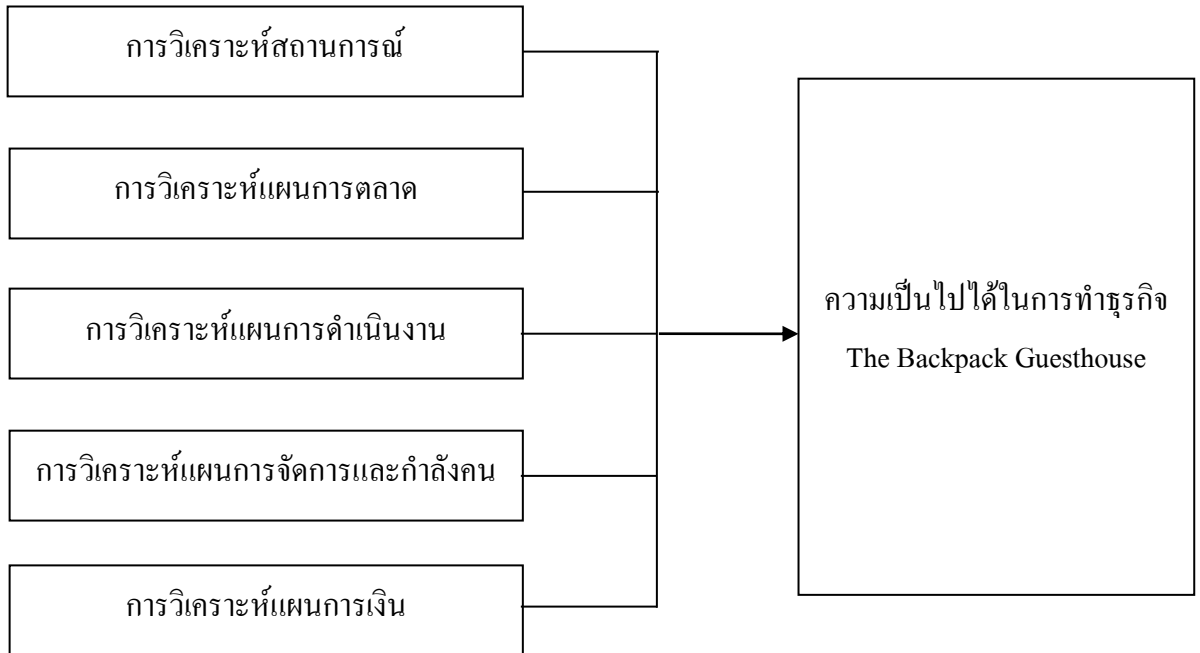 การวิเคราะห์สถานการณ์
การวิเคราะห์แผนการตลาด
การวิเคราะห์แผนการดำเนินงาน
การวิเคราะห์แผนการจัดการและกำลังคน
การวิเคราะห์แผนการเงิน
ความเป็นไปได้ในการทำธุรกิจ
The Backpack Guesthouse